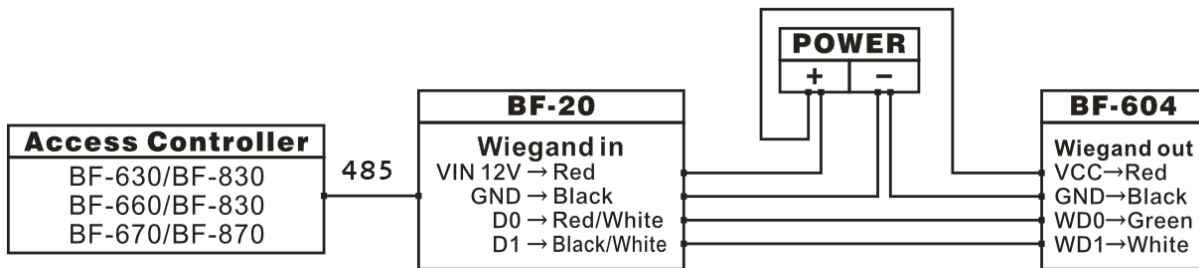 POWER
+ −
Access Controller
BF-630/BF-830
BF-660/BF-830
BF-670/BF-870
485
BF-20
Wiegand in
VIN 12V → Red
GND → Black
D0 → Red/White
D1 → Black/White
BF-604
Wiegand out
VCC→Red
GND→Black
WD0→Green
WD1→White